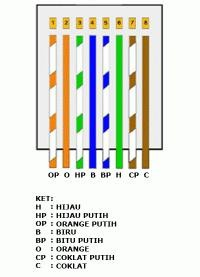 1 2 3 4 5 6 7 8
OP O HP B BP H CP C
KET:
H : HIJAU
HP : HIJAU PUTIH
OP : ORANGE PUTIH
B : BIRU
BP : BITU PUTIH
O : ORANGE
CP : COKLAT PUTIH
C : COKLAT